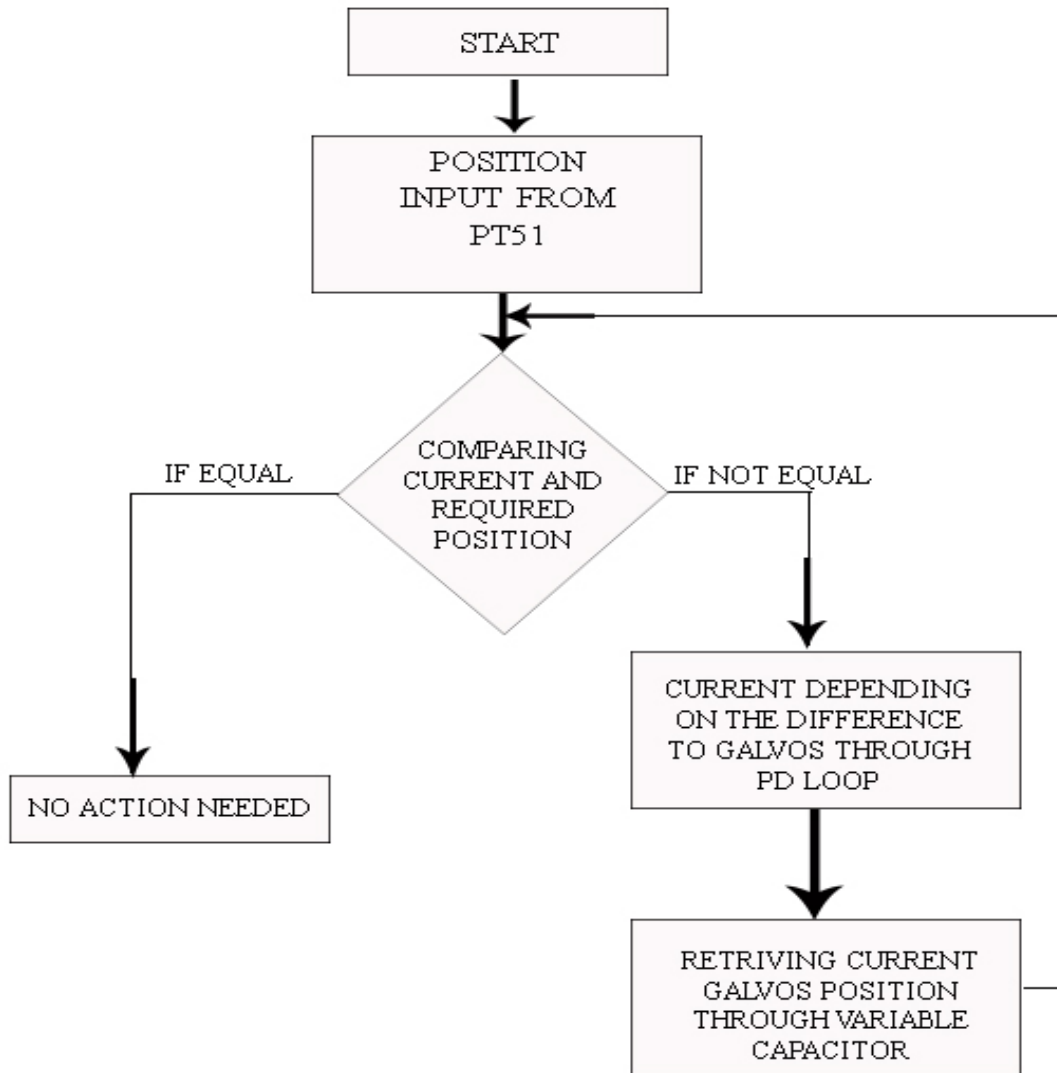 START
POSITION
INPUT FROM
PT51
COMPARING
CURRENT AND
REQUIRED
POSITION
IF EQUAL
IF NOT EQUAL
CURRENT DEPENDING
ON THE DIFFERENCE
TO GALVOS THROUGH
PD LOOP
NO ACTION NEEDED
RETRIVING CURRENT
GALVOS POSITION
THROUGH VARIABLE
CAPACITOR